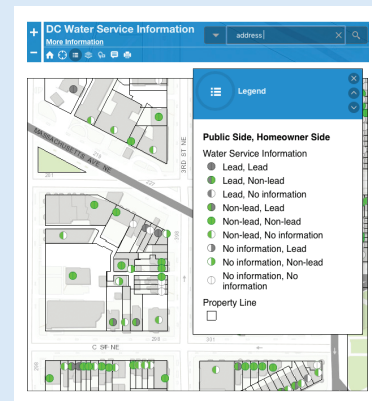 DC Water Service Information
More Information
address
Legend
Public Side, Homeowner Side
Water Service Information
Lead, Lead
Lead, Non-lead
Lead, No information
Non-lead, Lead
Non-lead, Non-lead
Non-lead, No information
No information, Lead
No information, Non-lead
No information, No
information
Property Line
MASSACHUSETTS AVE NE
3RD ST NE
C ST NE